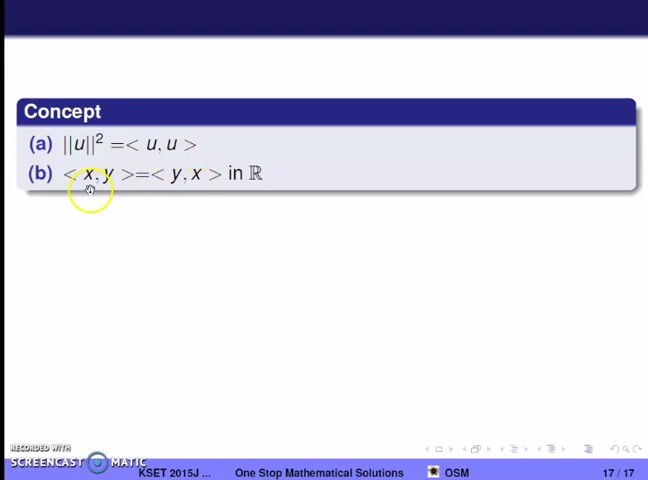 Concept
(a) ||u||² =< u, u >
(b) < x, y >=< y, x > in ℝ
RECORDED WITH
SCREENCAST MATIC
KSET 2015J ... One Stop Mathematical Solutions OSM 17 / 17